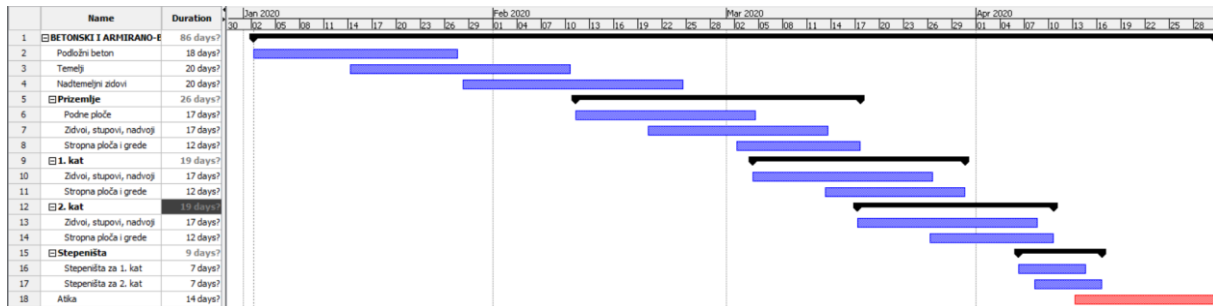 Name Duration
Jan 2020 Feb 2020 Mar 2020 Apr 2020
30 02 05 08 11 14 17 20 23 26 29 01 04 07 10 13 16 19 22 25 28 02 05 08 11 14 17 20 23 26 29 01 04 07 10 13 16 19 22 25 28
1 BETONSKI I ARMIRANO-B 86 days?
2 Podložni beton 18 days?
3 Temelji 20 days?
4 Nadtemeljni zidovi 20 days?
5 Prizemlje 26 days?
6 Podne ploče 17 days?
7 Zidvoi, stupovi, nadvoji 17 days?
8 Stropna ploča i grede 12 days?
9 1. kat 19 days?
10 Zidvoi, stupovi, nadvoji 17 days?
11 Stropna ploča i grede 12 days?
12 2. kat 19 days?
13 Zidvoi, stupovi, nadvoji 17 days?
14 Stropna ploča i grede 12 days?
15 Stepeništa 9 days?
16 Stepeništa za 1. kat 7 days?
17 Stepeništa za 2. kat 7 days?
18 Atika 14 days?